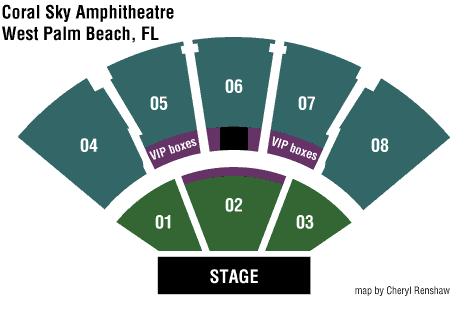 Coral Sky Amphitheatre
West Palm Beach, FL
06
05
07
04
VIP boxes
VIP boxes
08
02
01
03
STAGE
map by Cheryl Renshaw